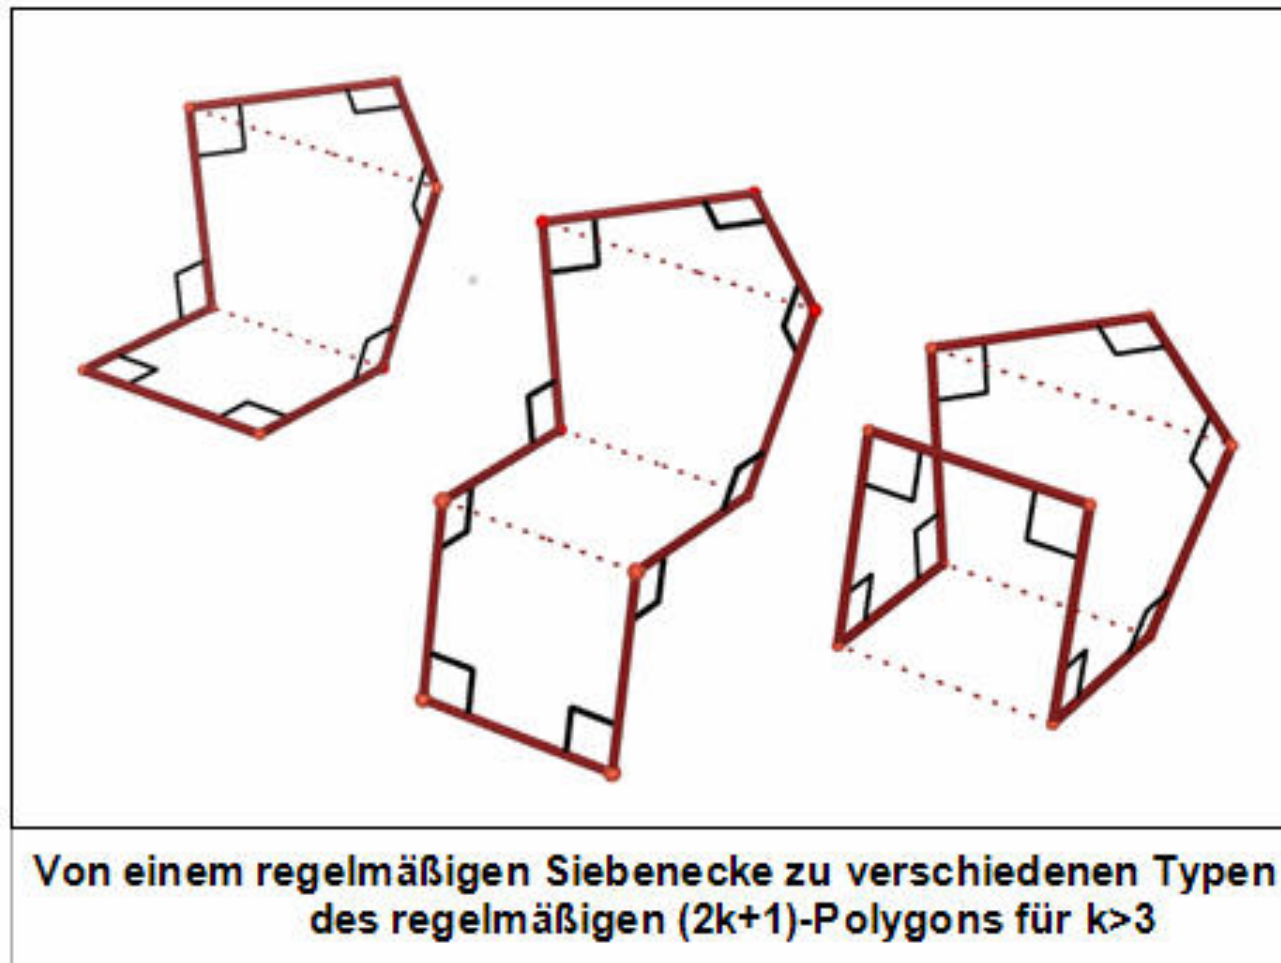 Von einem regelmäßigen Siebenecke zu verschiedenen Typen
des regelmäßigen (2k+1)-Polygons für k>3